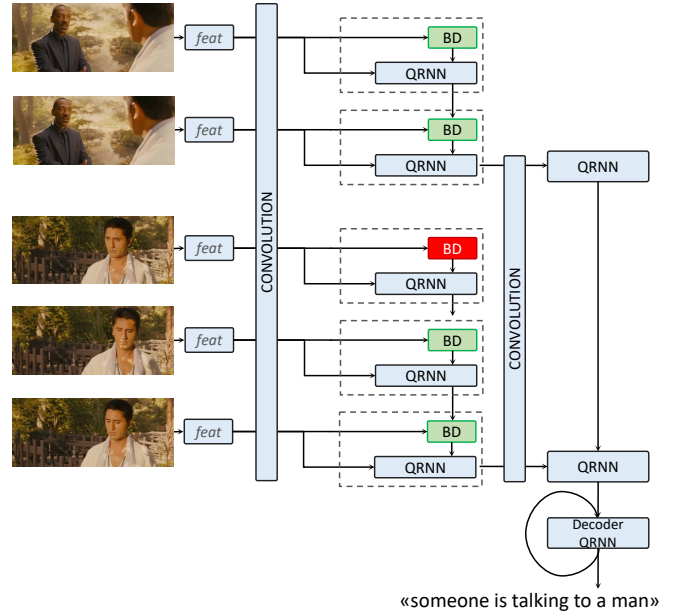 feat
BD
QRNN
feat
BD
QRNN
QRNN
CONVOLUTION
CONVOLUTION
feat
BD
QRNN
feat
BD
QRNN
feat
BD
QRNN
QRNN
Decoder
QRNN
«someone is talking to a man»